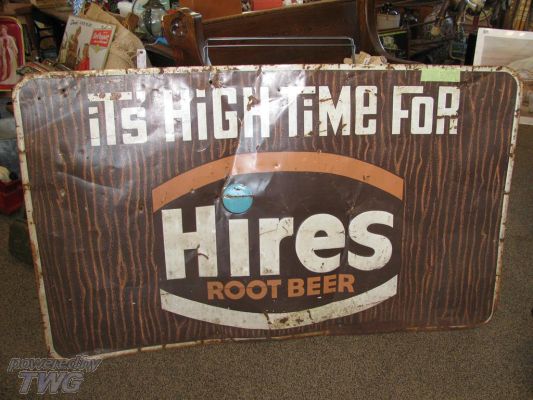 iT'S HiGH TiME FoR
Hires
ROOT BEER
powered by
TWG